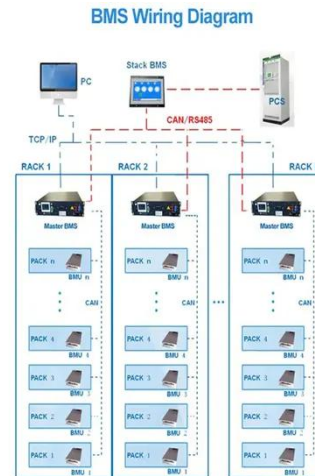 BMS Wiring Diagram
PC
Stack BMS
PCS
CAN/RS485
TCP/IP
RACK 1
RACK 2
RACK
Master BMS
Master BMS
Master BMS
PACK n
BMU n
PACK n
BMU n
PACK n
BMU n
CAN
CAN
CAN
PACK 4
BMU 4
PACK 4
BMU 4
PACK 4
BMU 4
PACK 3
BMU 3
PACK 3
BMU 3
PACK 3
BMU 3
PACK 2
BMU 2
PACK 2
BMU 2
PACK 2
BMU 2
PACK 1
BMU 1
PACK 1
BMU 1
PACK 1
BMU 1